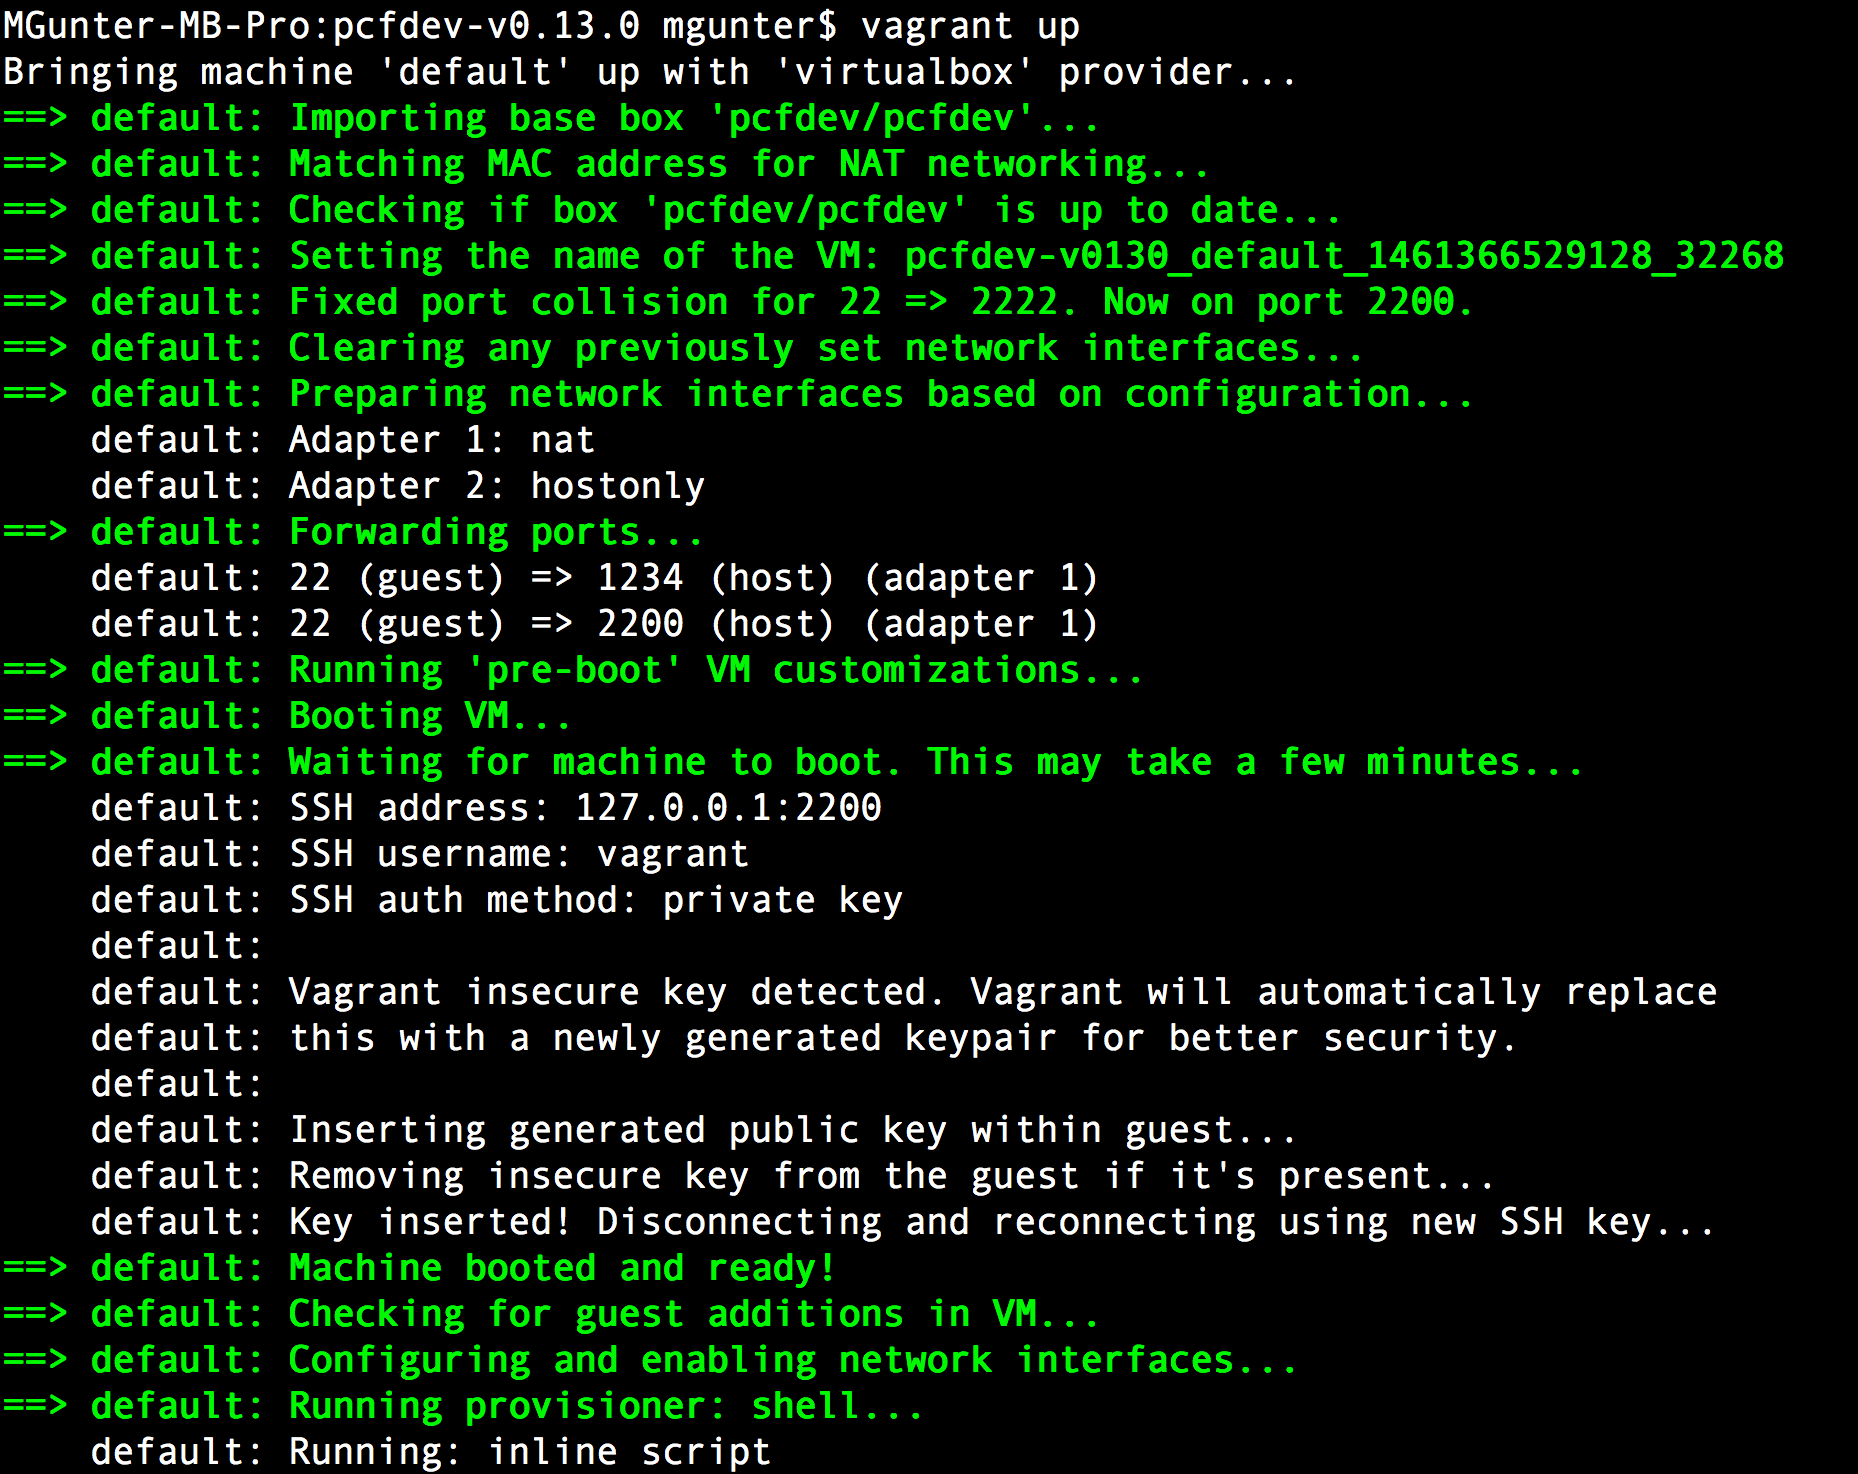 MGunter-MB-Pro:pcfdev-v0.13.0 mgunter$ vagrant up
Bringing machine 'default' up with 'virtualbox' provider...
==> default: Importing base box 'pcfdev/pcfdev'...
==> default: Matching MAC address for NAT networking...
==> default: Checking if box 'pcfdev/pcfdev' is up to date...
==> default: Setting the name of the VM: pcfdev-v0130_default_1461366529128_32268
==> default: Fixed port collision for 22 => 2222. Now on port 2200.
==> default: Clearing any previously set network interfaces...
==> default: Preparing network interfaces based on configuration...
    default: Adapter 1: nat
    default: Adapter 2: hostonly
==> default: Forwarding ports...
    default: 22 (guest) => 1234 (host) (adapter 1)
    default: 22 (guest) => 2200 (host) (adapter 1)
==> default: Running 'pre-boot' VM customizations...
==> default: Booting VM...
==> default: Waiting for machine to boot. This may take a few minutes...
    default: SSH address: 127.0.0.1:2200
    default: SSH username: vagrant
    default: SSH auth method: private key
    default:
    default: Vagrant insecure key detected. Vagrant will automatically replace
    default: this with a newly generated keypair for better security.
    default:
    default: Inserting generated public key within guest...
    default: Removing insecure key from the guest if it's present...
    default: Key inserted! Disconnecting and reconnecting using new SSH key...
==> default: Machine booted and ready!
==> default: Checking for guest additions in VM...
==> default: Configuring and enabling network interfaces...
==> default: Running provisioner: shell...
    default: Running: inline script